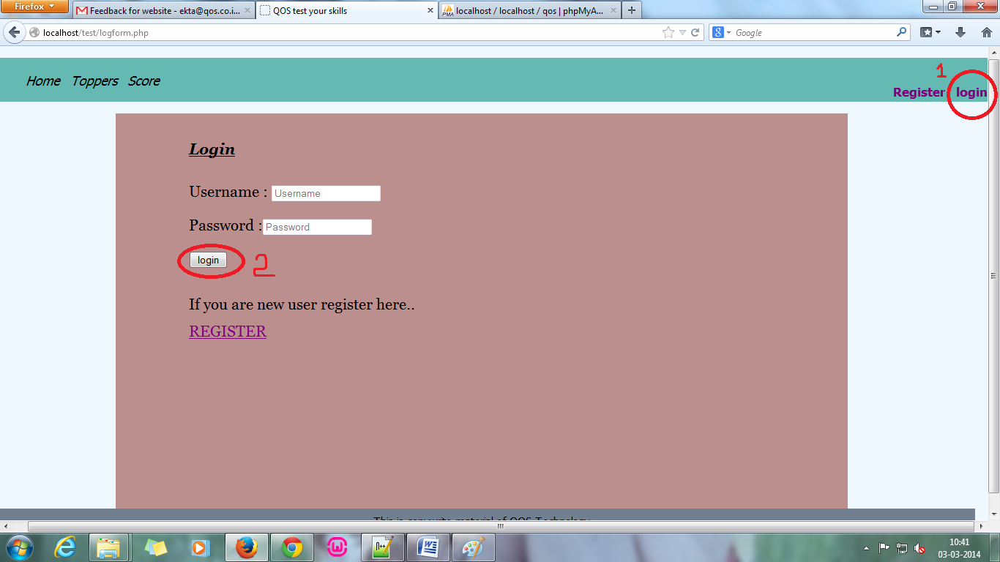 Firefox
Feedback for website - ekta@qos.co.i...
QOS test your skills
localhost / localhost / qos | phpMyA...
localhost/test/logform.php
Google
Home Toppers Score
1
Register login
Login
Username : Username
Password : Password
login 2
If you are new user register here..
REGISTER
This is copywrite material of QOS Technology
10:41
03-03-2014